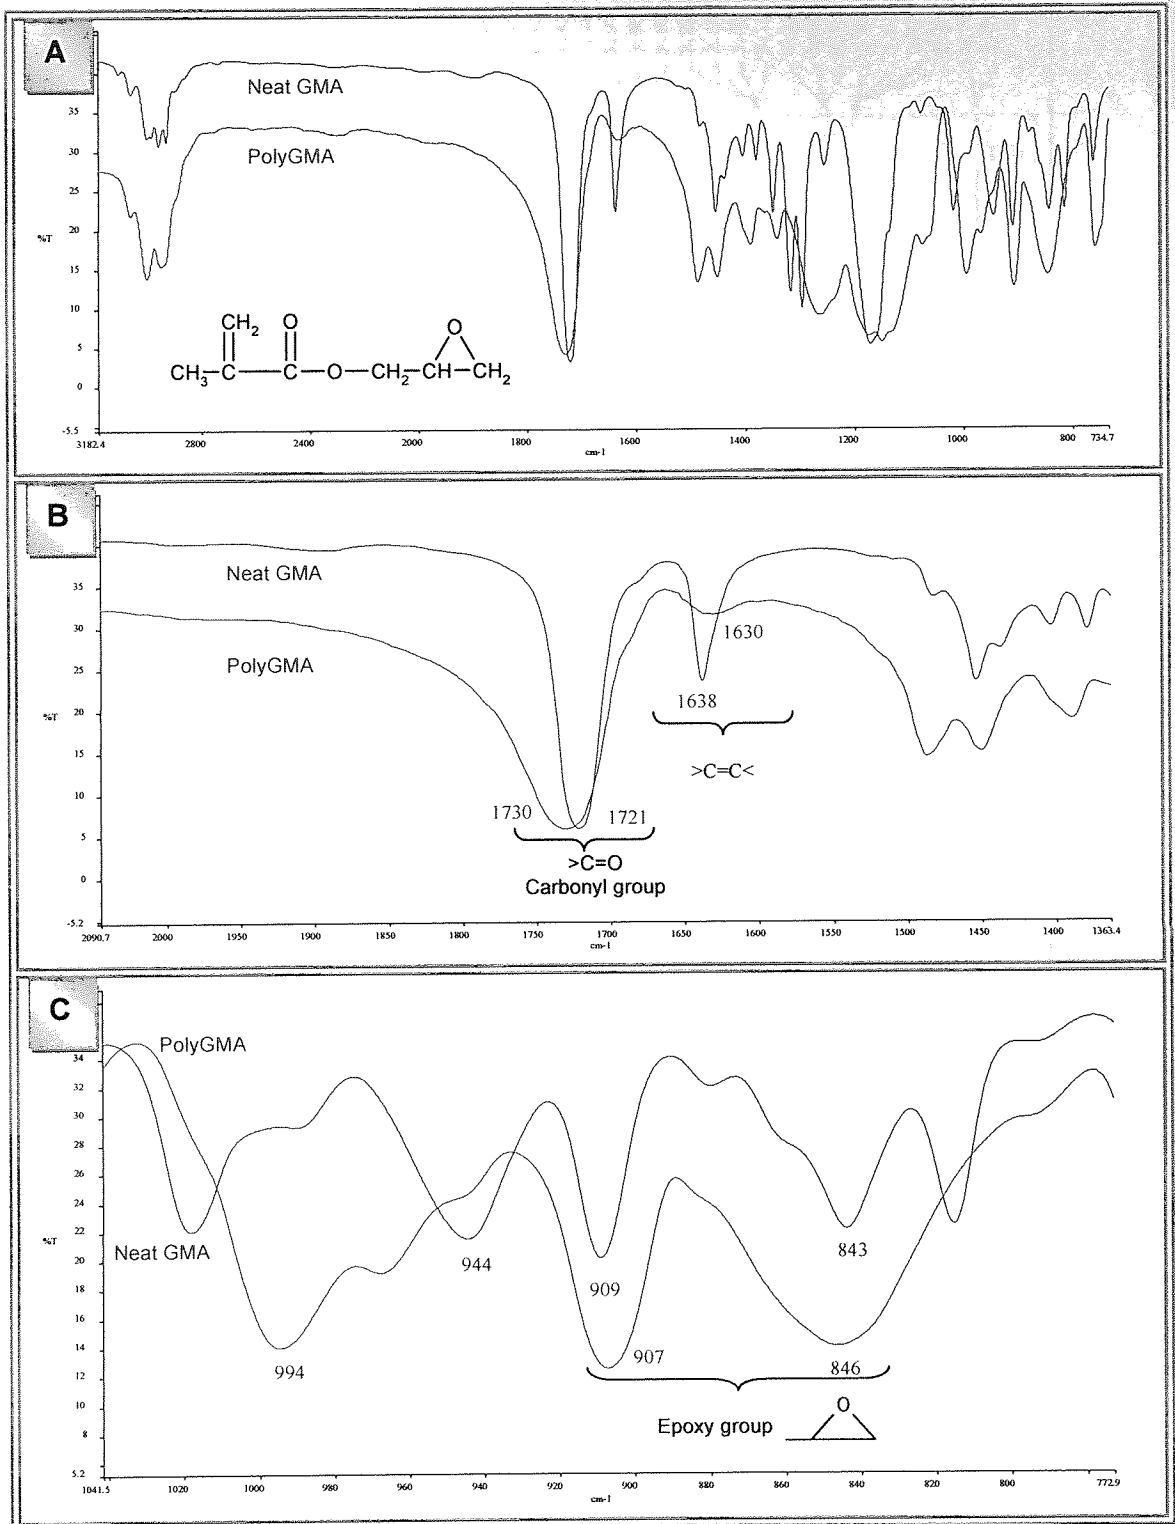 A
Neat GMA
35
PolyGMA
30
25
%T
20
15
10
CH2 O O
5
CH3 C C O CH2 CH CH2
0
-5.5
3182.4 2800 2400 2000 1800 1600 1400 1200 1000 800 734.7
cm-1
B
Neat GMA
35
30
1630
PolyGMA
25
1638
%T
20
15
>C=C<
10
1730 1721
5
>C=O
0
Carbonyl group
-5.2
2090.7 2000 1950 1900 1850 1800 1750 1700 1650 1600 1550 1500 1450 1400 1363.4
cm-1
C
PolyGMA
34
32
30
28
26
24
22
%T
Neat GMA
944
843
20
909
18
16
14
907
994
846
12
O
10
Epoxy group
8
5.2
1041.5 1020 1000 980 960 940 920 900 880 860 840 820 800 772.9
cm-1